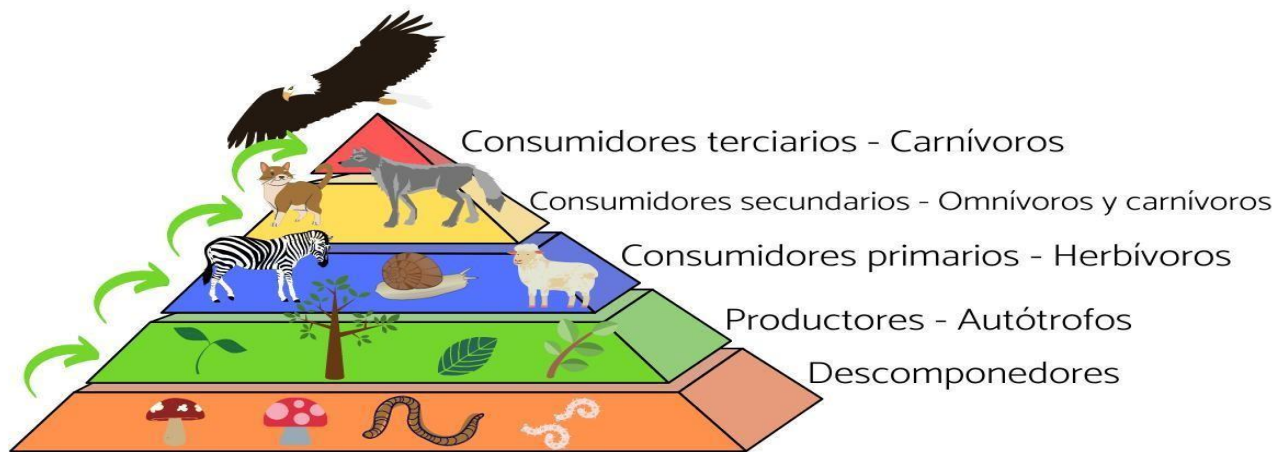 Consumidores terciarios - Carnívoros
Consumidores secundarios - Omnívoros y carnívoros
Consumidores primarios - Herbívoros
Productores - Autótrofos
Descomponedores